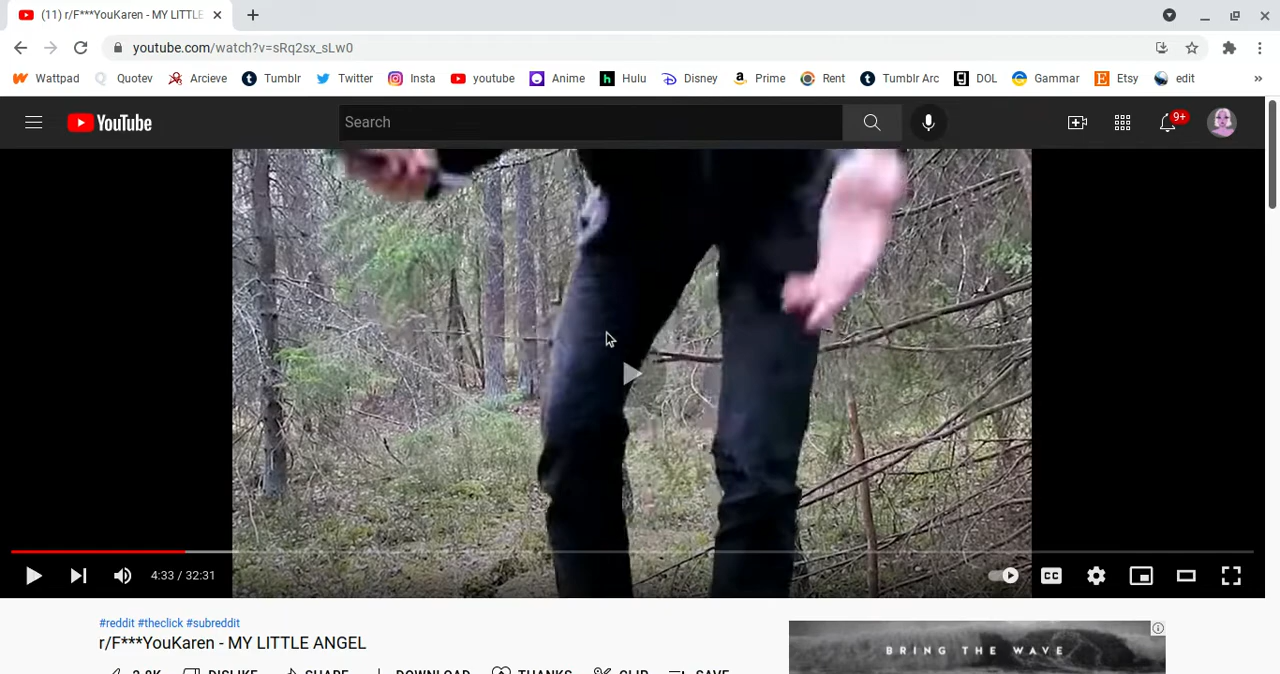 (11) r/F***YouKaren - MY LITTLE
youtube.com/watch?v=sRq2sx_sLw0
Wattpad Quotev Arcieve Tumblr Twitter Insta youtube Anime Hulu Disney Prime Rent Tumblr Arc DOL Gammar Etsy edit
YouTube Search 9+
4:33 / 32:31 CC
#reddit #theclick #subreddit
r/F***YouKaren - MY LITTLE ANGEL
BRING THE WAVE
DISLIKE SHARE DOWNLOAD THANKS CLIP SAVE